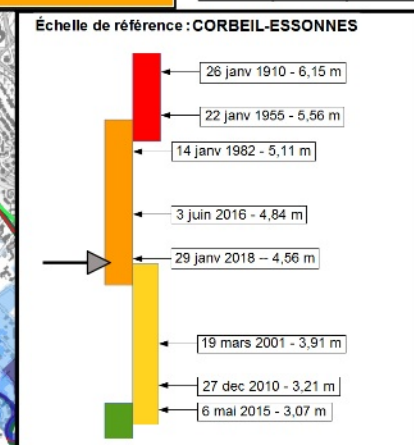 Échelle de référence : CORBEIL-ESSONNES
26 janv 1910 - 6,15 m
22 janv 1955 - 5,56 m
14 janv 1982 - 5,11 m
3 juin 2016 - 4,84 m
29 janv 2018 -- 4,56 m
19 mars 2001 - 3,91 m
27 dec 2010 - 3,21 m
6 mai 2015 - 3,07 m